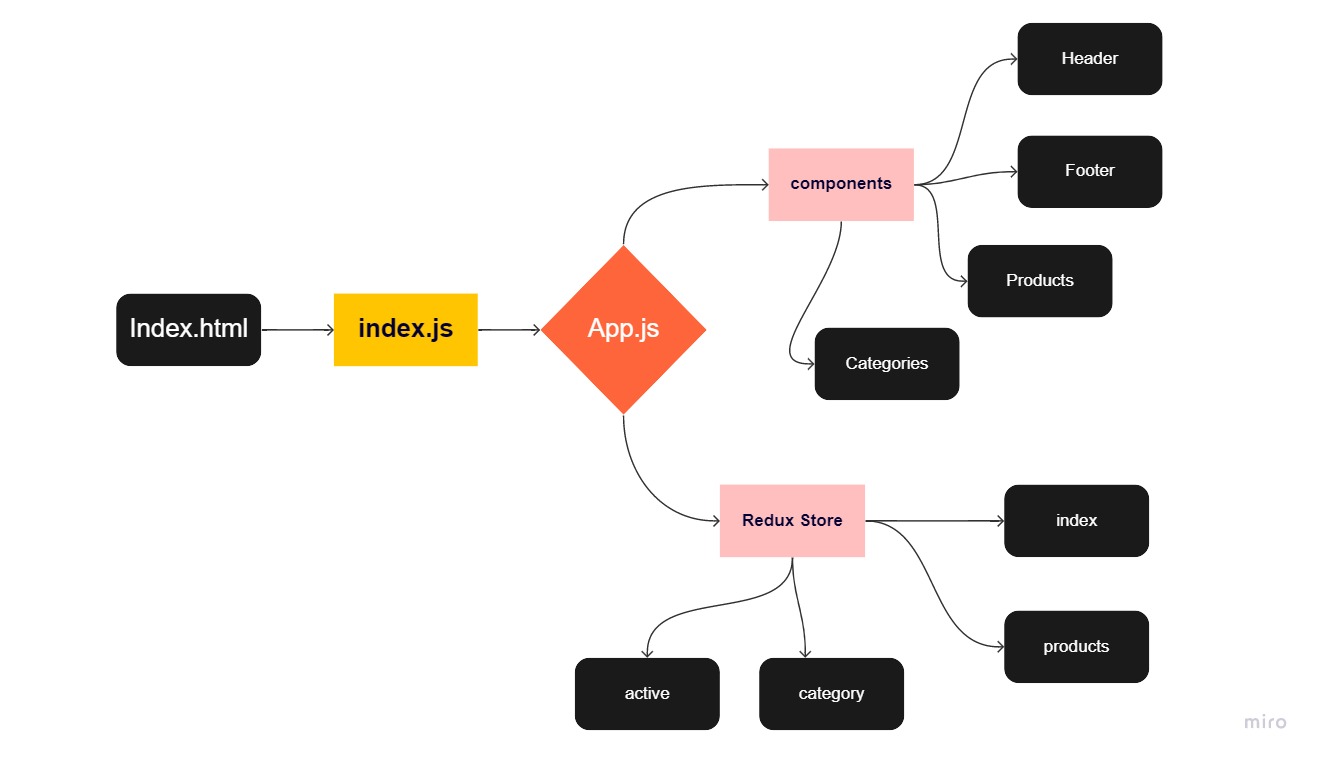 Header
Footer
components
Products
Index.html
index.js
App.js
Categories
Redux Store
index
products
active
category
miro